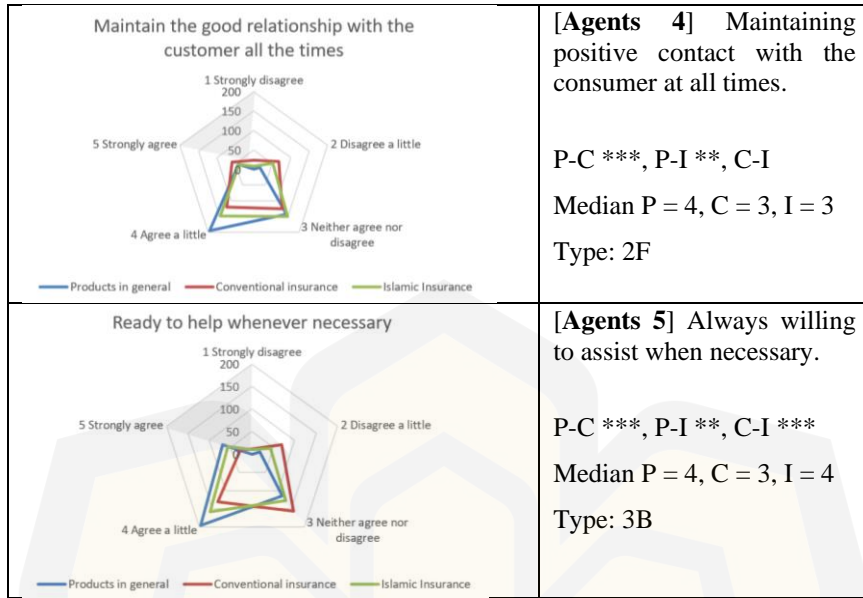 Maintain the good relationship with the
customer all the times
1 Strongly disagree
200
150
100
50
0
5 Strongly agree
2 Disagree a little
4 Agree a little
3 Neither agree nor
disagree
Products in general
Conventional insurance
Islamic Insurance
[Agents 4] Maintaining
positive contact with the
consumer at all times.
P-C ***, P-I **, C-I
Median P = 4, C = 3, I = 3
Type: 2F
Ready to help whenever necessary
1 Strongly disagree
200
150
100
50
0
5 Strongly agree
2 Disagree a little
4 Agree a little
3 Neither agree nor
disagree
Products in general
Conventional insurance
Islamic Insurance
[Agents 5] Always willing
to assist when necessary.
P-C ***, P-I **, C-I ***
Median P = 4, C = 3, I = 4
Type: 3B